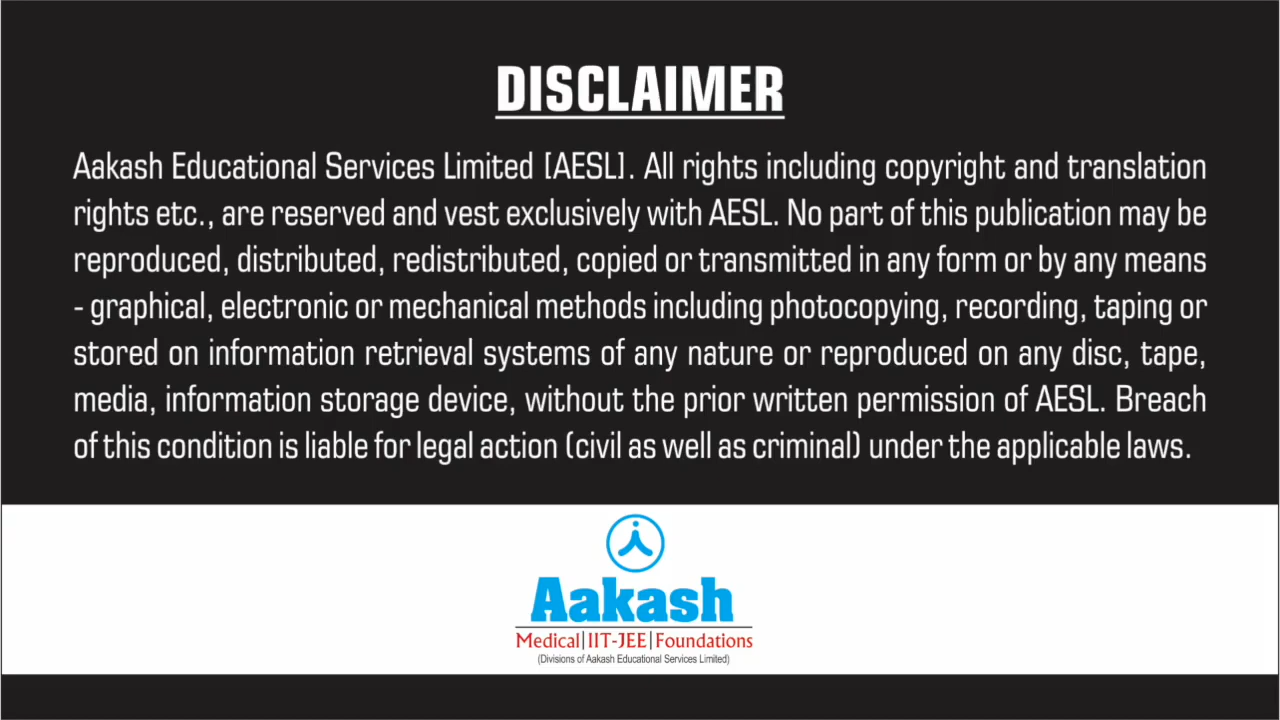 DISCLAIMER
Aakash Educational Services Limited [AESL]. All rights including copyright and translation
rights etc., are reserved and vest exclusively with AESL. No part of this publication may be
reproduced, distributed, redistributed, copied or transmitted in any form or by any means
- graphical, electronic or mechanical methods including photocopying, recording, taping or
stored on information retrieval systems of any nature or reproduced on any disc, tape,
media, information storage device, without the prior written permission of AESL. Breach
of this condition is liable for legal action (civil as well as criminal) under the applicable laws.
Aakash
Medical|IIT-JEE|Foundations
(Divisions of Aakash Educational Services Limited)